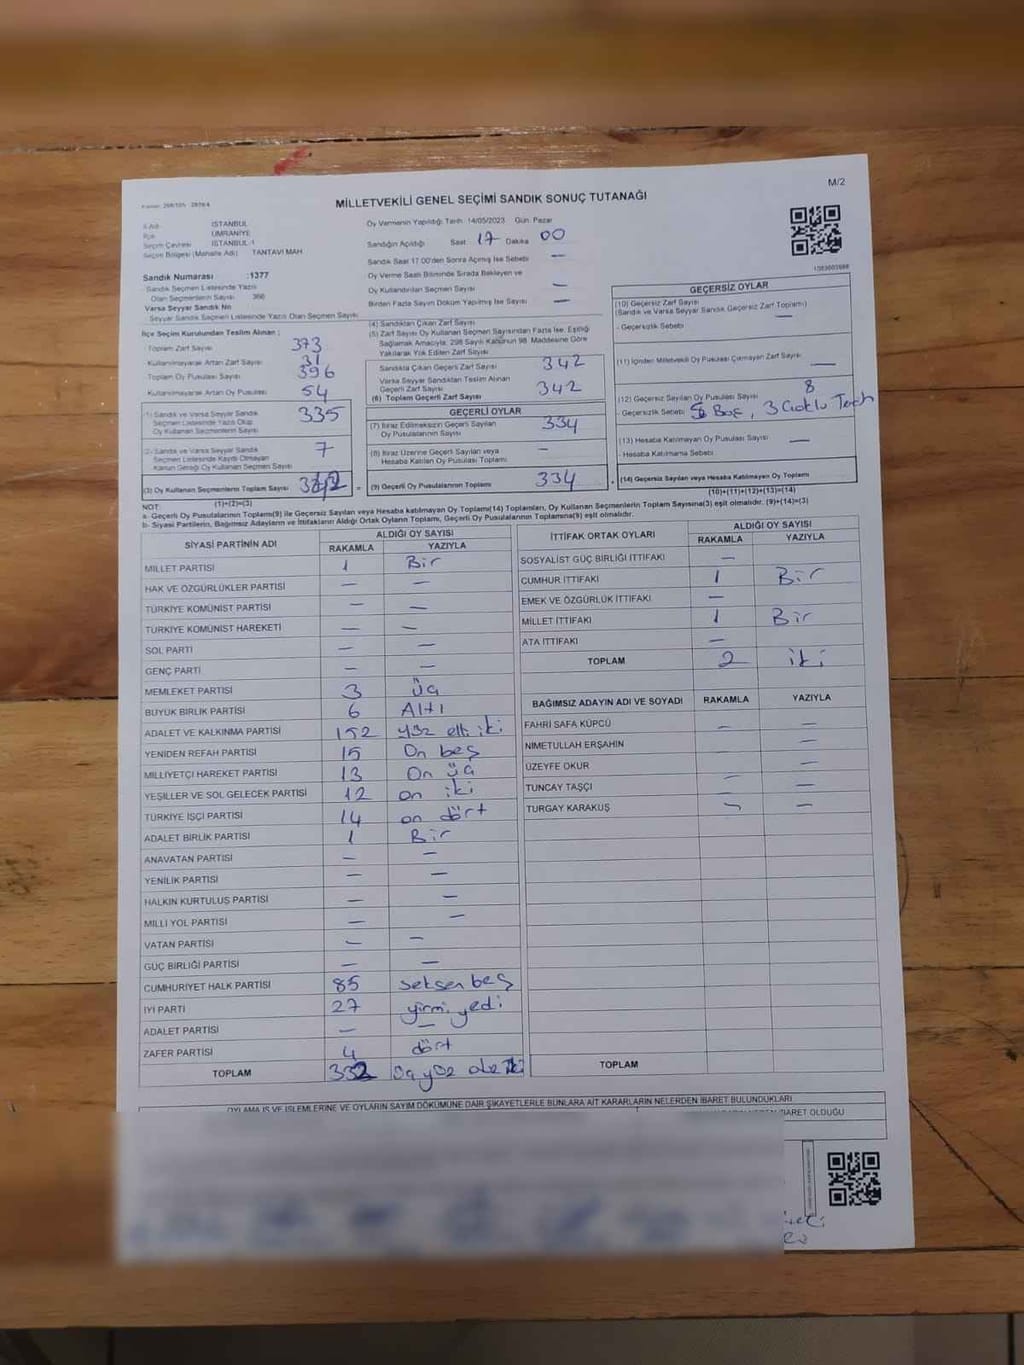 M/2
MİLLETVEKİLİ GENEL SEÇİMİ SANDIK SONUÇ TUTANAĞI
İli Adı : İSTANBUL
İlçe : ÜMRANİYE
Seçim Çevresi : İSTANBUL-1
Seçim Bölgesi (Mahalle Adı) : TANTAVİ MAH
Sandık Numarası :1377
Sandık Seçmen Listesinde Yazılı
Olan Seçmenlerin Sayısı 366
Varsa Seyyar Sandık No
Seyyar Sandık Seçmen Listesinde Yazılı Olan Seçmen Sayısı
Oy Vermenin Yapıldığı Tarih: 14/05/2023 Gün: Pazar
Sandığın Açıldığı Saat 17 Dakika 00
Sandık Saat 17.00'den Sonra Açılmış İse Sebebi —
Oy Verme Saati Bitiminde Sırada Bekleyen ve
Oy Kullandırılan Seçmen Sayısı —
Birden Fazla Sayım Döküm Yapılmış İse Sayısı —
İlçe Seçim Kurulundan Teslim Alınan ;
- Toplam Zarf Sayısı 373
Kullanılmayarak Artan Zarf Sayısı 31
- Toplam Oy Pusulası Sayısı 396
Kullanılmayarak Artan Oy Pusulası 54
(1) Sandık ve Varsa Seyyar Sandık
Seçmen Listesinde Yazılı Olup
Oy Kullanan Seçmenlerin Sayısı 335
(2) Sandık ve Varsa Seyyar Sandık
Seçmen Listesinde Kayıtlı Olmayan
Kanun Gereği Oy Kullanan Seçmen Sayısı 7
(3) Oy Kullanan Seçmenlerin Toplam Sayısı 342
(1)+(2)=(3)
(4) Sandıktan Çıkan Zarf Sayısı
(5) Zarf Sayısı Oy Kullanan Seçmen Sayısından Fazla İse, Eşitliği
Sağlamak Amacıyla, 298 Sayılı Kanunun 98. Maddesine Göre
Yakılarak Yok Edilen Zarf Sayısı
Sandıkta Çıkan Geçerli Zarf Sayısı 342
Varsa Seyyar Sandıktan Teslim Alınan
Geçerli Zarf Sayısı
(6) Toplam Geçerli Zarf Sayısı 342
GEÇERLİ OYLAR
(7) İtiraz Edilmeksizin Geçerli Sayılan
Oy Pusulalarının Sayısı 334
(8) İtiraz Üzerine Geçerli Sayılan veya
Hesaba Katılan Oy Pusulası Toplamı —
(9) Geçerli Oy Pusulalarının Toplamı 334
GEÇERSİZ OYLAR
(10) Geçersiz Zarf Sayısı
(Sandık ve Varsa Seyyar Sandık Geçersiz Zarf Toplamı)
- Geçersizlik Sebebi —
(11) İçinden Milletvekili Oy Pusulası Çıkmayan Zarf Sayısı —
(12) Geçersiz Sayılan Oy Pusulası Sayısı 8
- Geçersizlik Sebebi 5 Boş, 3 Çoklu Tercih
(13) Hesaba Katılmayan Oy Pusulası Sayısı —
- Hesaba Katılmama Sebebi
(14) Geçersiz Sayılan veya Hesaba Katılmayan Oy Toplamı
(10)+(11)+(12)+(13)=(14)
NOT:
a- Geçerli Oy Pusulalarının Toplamı(9) ile Geçersiz Sayılan veya Hesaba katılmayan Oy Toplamı(14) Toplamları, Oy Kullanan Seçmenlerin Toplam Sayısına(3) eşit olmalıdır. (9)+(14)=(3)
b- Siyasi Partilerin, Bağımsız Adayların ve İttifakların Aldığı Ortak Oyların Toplamı, Geçerli Oy Pusulalarının Toplamına(9) eşit olmalıdır.
SİYASİ PARTİNİN ADI ALDIĞI OY SAYISI
RAKAMLA YAZIYLA
MİLLET PARTİSİ 1 Bir
HAK VE ÖZGÜRLÜKLER PARTİSİ — —
TÜRKİYE KOMÜNİST PARTİSİ — —
TÜRKİYE KOMÜNİST HAREKETİ — —
SOL PARTİ — —
GENÇ PARTİ — —
MEMLEKET PARTİSİ 3 üç
BÜYÜK BİRLİK PARTİSİ 6 Altı
ADALET VE KALKINMA PARTİSİ 152 yüz elli iki
YENİDEN REFAH PARTİSİ 15 On beş
MİLLİYETÇİ HAREKET PARTİSİ 13 On üç
YEŞİLLER VE SOL GELECEK PARTİSİ 12 on iki
TÜRKİYE İŞÇİ PARTİSİ 14 on dört
ADALET BİRLİK PARTİSİ 1 Bir
ANAVATAN PARTİSİ — —
YENİLİK PARTİSİ — —
HALKIN KURTULUŞ PARTİSİ — —
MİLLİ YOL PARTİSİ — —
VATAN PARTİSİ — —
GÜÇ BİRLİĞİ PARTİSİ — —
CUMHURİYET HALK PARTİSİ 85 seksen beş
İYİ PARTİ 27 yirmi yedi
ADALET PARTİSİ — —
ZAFER PARTİSİ 4 dört
TOPLAM 332 üç yüz otuz iki
İTTİFAK ORTAK OYLARI ALDIĞI OY SAYISI
RAKAMLA YAZIYLA
SOSYALİST GÜÇ BİRLİĞİ İTTİFAKI —
CUMHUR İTTİFAKI 1 Bir
EMEK VE ÖZGÜRLÜK İTTİFAKI —
MİLLET İTTİFAKI 1 Bir
ATA İTTİFAKI —
TOPLAM 2 iki
BAĞIMSIZ ADAYIN ADI VE SOYADI RAKAMLA YAZIYLA
FAHRİ SAFA KÜPCÜ — —
NİMETULLAH ERŞAHİN —
ÜZEYFE OKUR —
TUNCAY TAŞÇI — —
TURGAY KARAKUŞ — —
TOPLAM
OYLAMA İŞ VE İŞLEMLERİNE VE OYLARIN SAYIM DÖKÜMÜNE DAİR ŞİKAYETLERLE BUNLARA AİT KARARLARIN NELERDEN İBARET BULUNDUKLARI